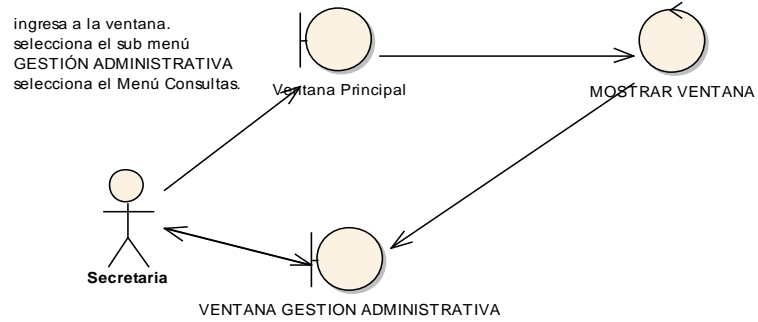 ingresa a la ventana.
selecciona el sub menú
GESTIÓN ADMINISTRATIVA
selecciona el Menú Consultas.
Ventana Principal
MOSTRAR VENTANA
Secretaria
VENTANA GESTION ADMINISTRATIVA